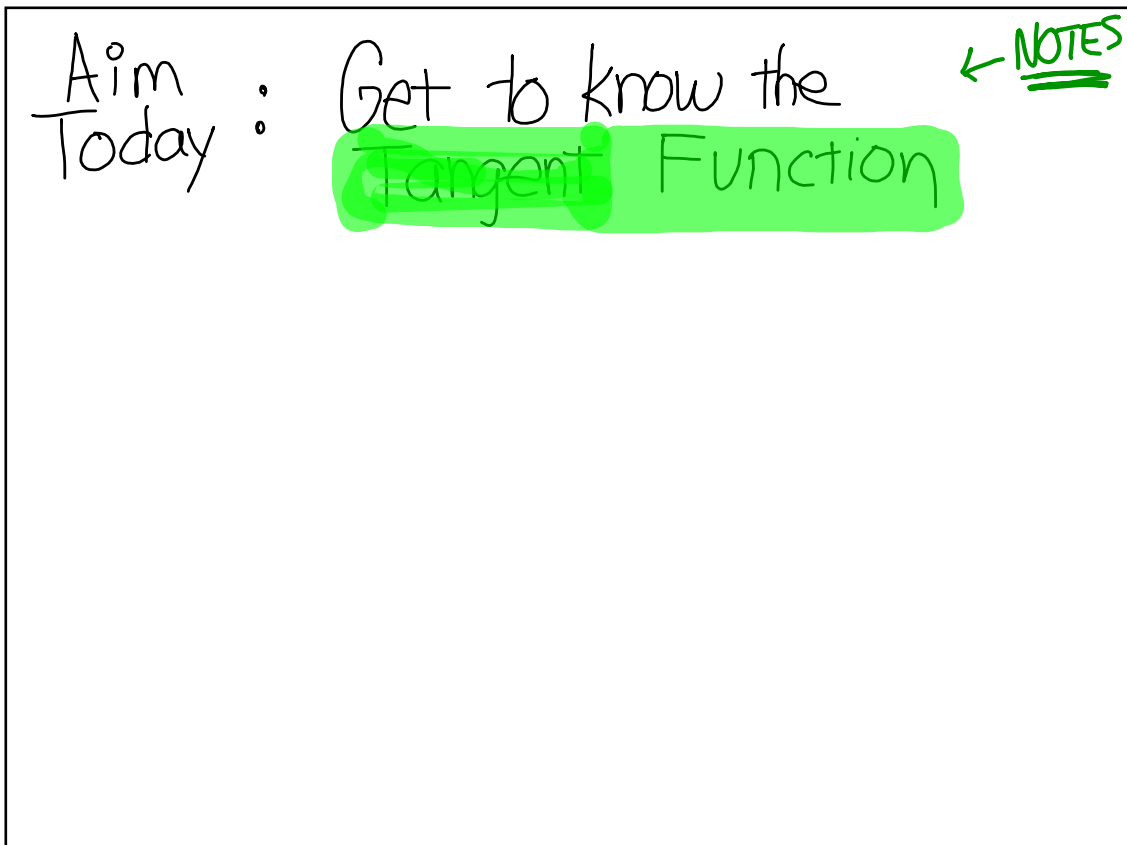 Aim Today : Get to know the
Tangent Function
← NOTES